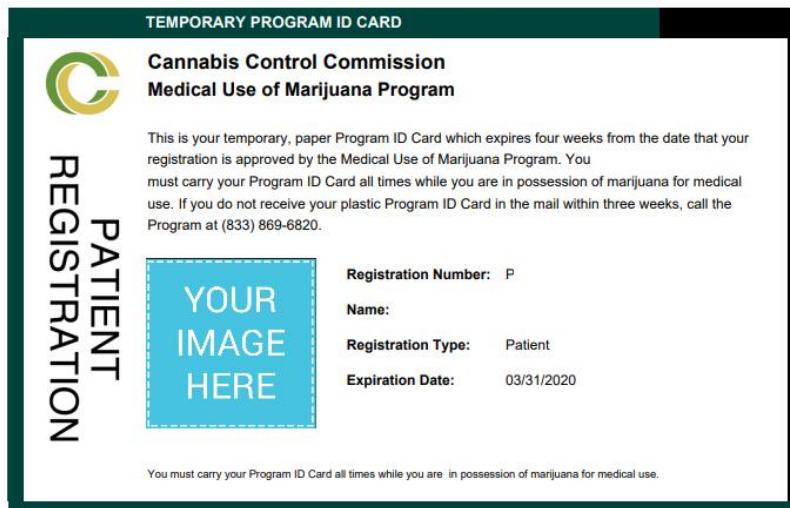 TEMPORARY PROGRAM ID CARD
Cannabis Control Commission
Medical Use of Marijuana Program
This is your temporary, paper Program ID Card which expires four weeks from the date that your
registration is approved by the Medical Use of Marijuana Program. You
must carry your Program ID Card all times while you are in possession of marijuana for medical
use. If you do not receive your plastic Program ID Card in the mail within three weeks, call the
Program at (833) 869-6820.
PATIENT
REGISTRATION
YOUR
IMAGE
HERE
Registration Number: P
Name:
Registration Type: Patient
Expiration Date: 03/31/2020
You must carry your Program ID Card all times while you are in possession of marijuana for medical use.